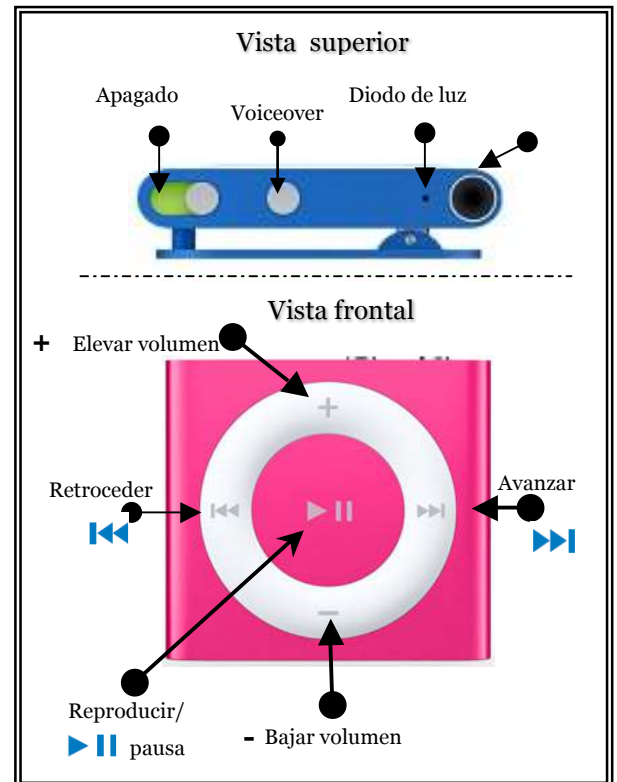 Vista superior
Apagado
Voiceover
Diodo de luz
Vista frontal
+ Elevar volumen
Retroceder
Avanzar
Reproducir/
pausa
- Bajar volumen